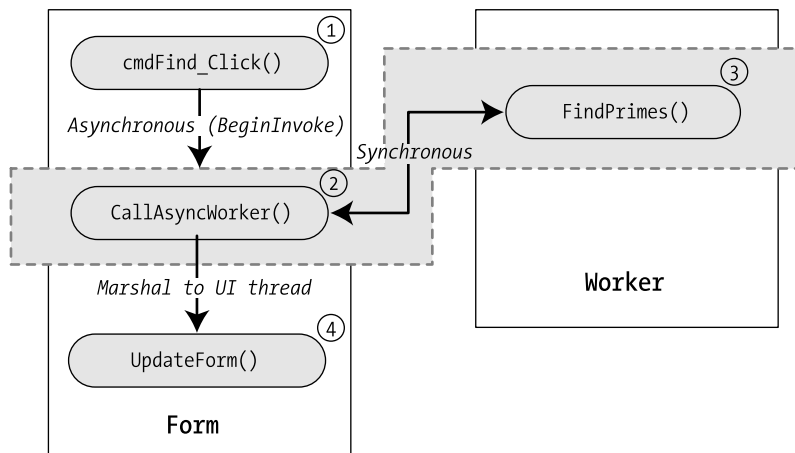 1
cmdFind_Click()
Asynchronous (BeginInvoke)
2
CallAsyncWorker()
Synchronous
3
FindPrimes()
Marshal to UI thread
4
UpdateForm()
Form
Worker